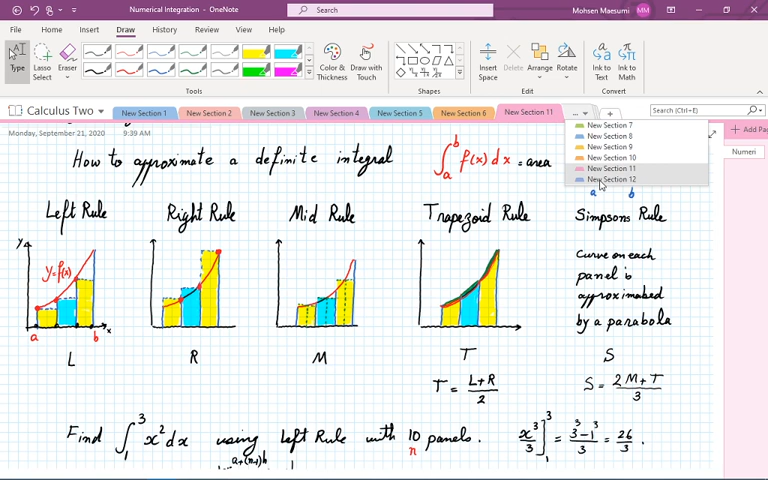 Numerical Integration - OneNote
Search
Mohsen Maesumi
MM
File
Home
Insert
Draw
History
Review
View
Help
Type
Lasso
Select
Eraser
Color &
Thickness
Draw with
Touch
Insert
Space
Delete
Arrange
Rotate
Ink to
Text
Ink to
Math
Tools
Shapes
Edit
Convert
Calculus Two
New Section 1
New Section 2
New Section 3
New Section 4
New Section 5
New Section 6
New Section 11
...
+
Search (Ctrl+E)
New Section 7
New Section 8
New Section 9
New Section 10
New Section 11
New Section 12
Add Pag
Numeri
Monday, September 21, 2020
9:39 AM
How to approximate a definite integral
∫_a^b f(x) dx = area
a b
Left Rule
Right Rule
Mid Rule
Trapezoid Rule
Simpsons Rule
y
y=f(x)
a b x
curve on each
panel is
approximated
by a parabola
L
R
M
T
S
T = (L+R)/2
S = (2M+T)/3
Find ∫_1^3 x² dx using Left Rule with 10 panels.
n
x³/3 ]_1^3 = (3³-1³)/3 = 26/3 .
a+(n-1)h